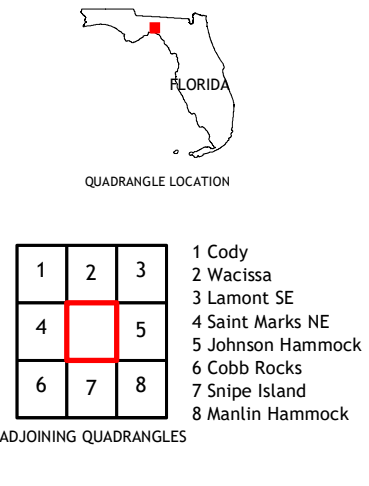 FLORIDA
QUADRANGLE LOCATION
1 2 3
4 5
6 7 8
1 Cody
2 Wacissa
3 Lamont SE
4 Saint Marks NE
5 Johnson Hammock
6 Cobb Rocks
7 Snipe Island
8 Manlin Hammock
ADJOINING QUADRANGLES